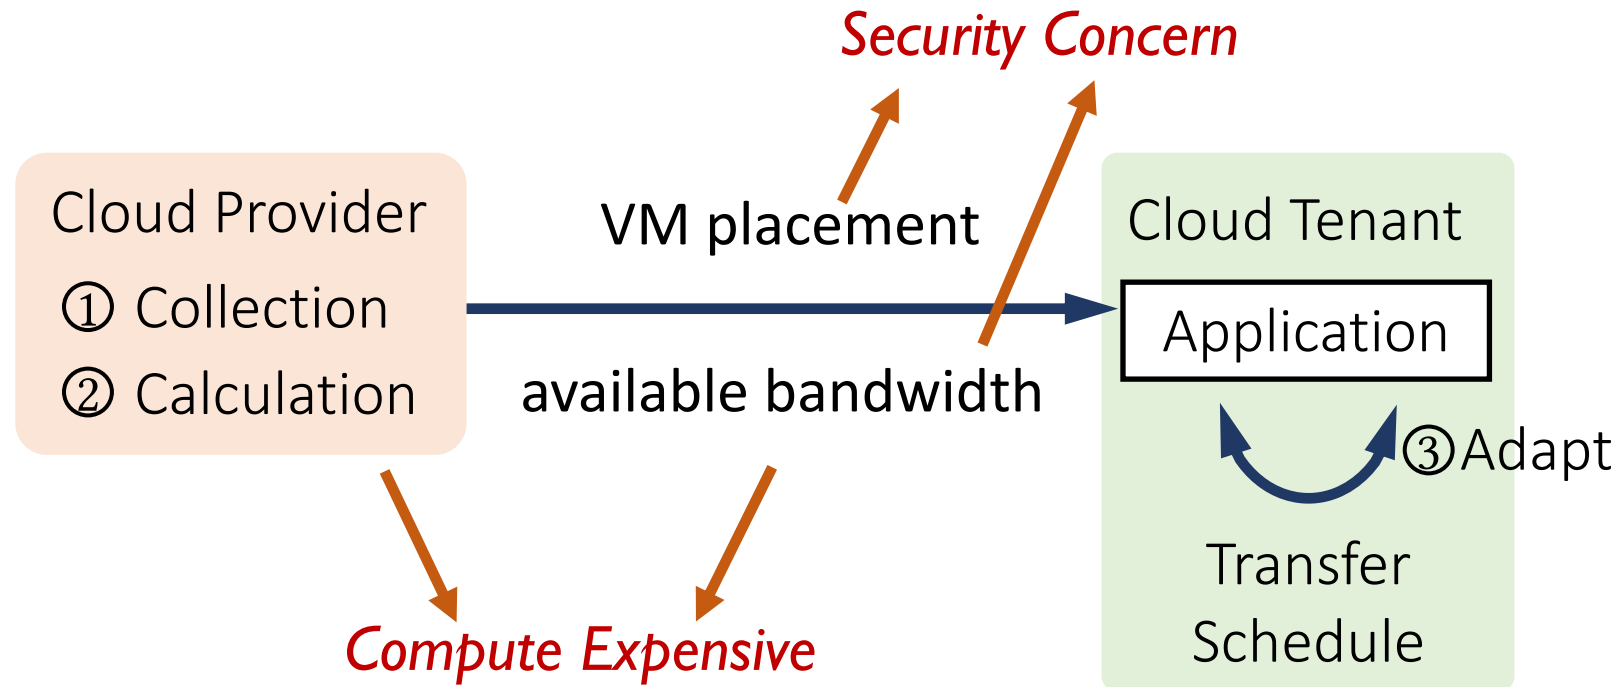 Security Concern
Cloud Provider
① Collection
② Calculation
VM placement
available bandwidth
Cloud Tenant
Application
③Adapt
Transfer
Schedule
Compute Expensive